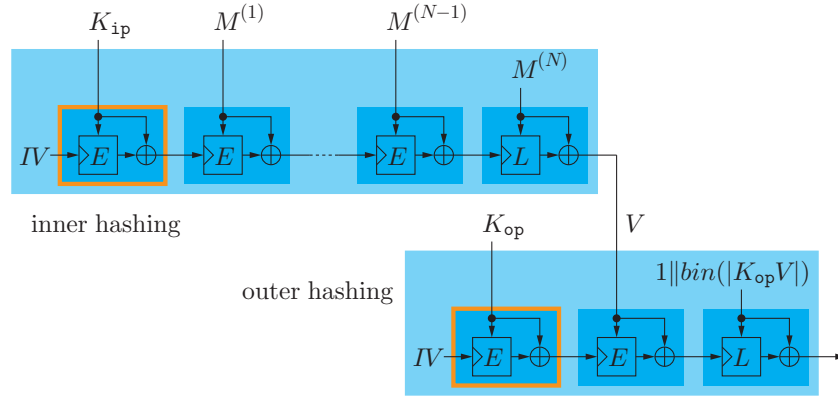 K_ip M^(1) M^(N−1)
M^(N)
IV E E E L
inner hashing
V
K_op
1∥bin(|K_op V|)
outer hashing
IV E E L